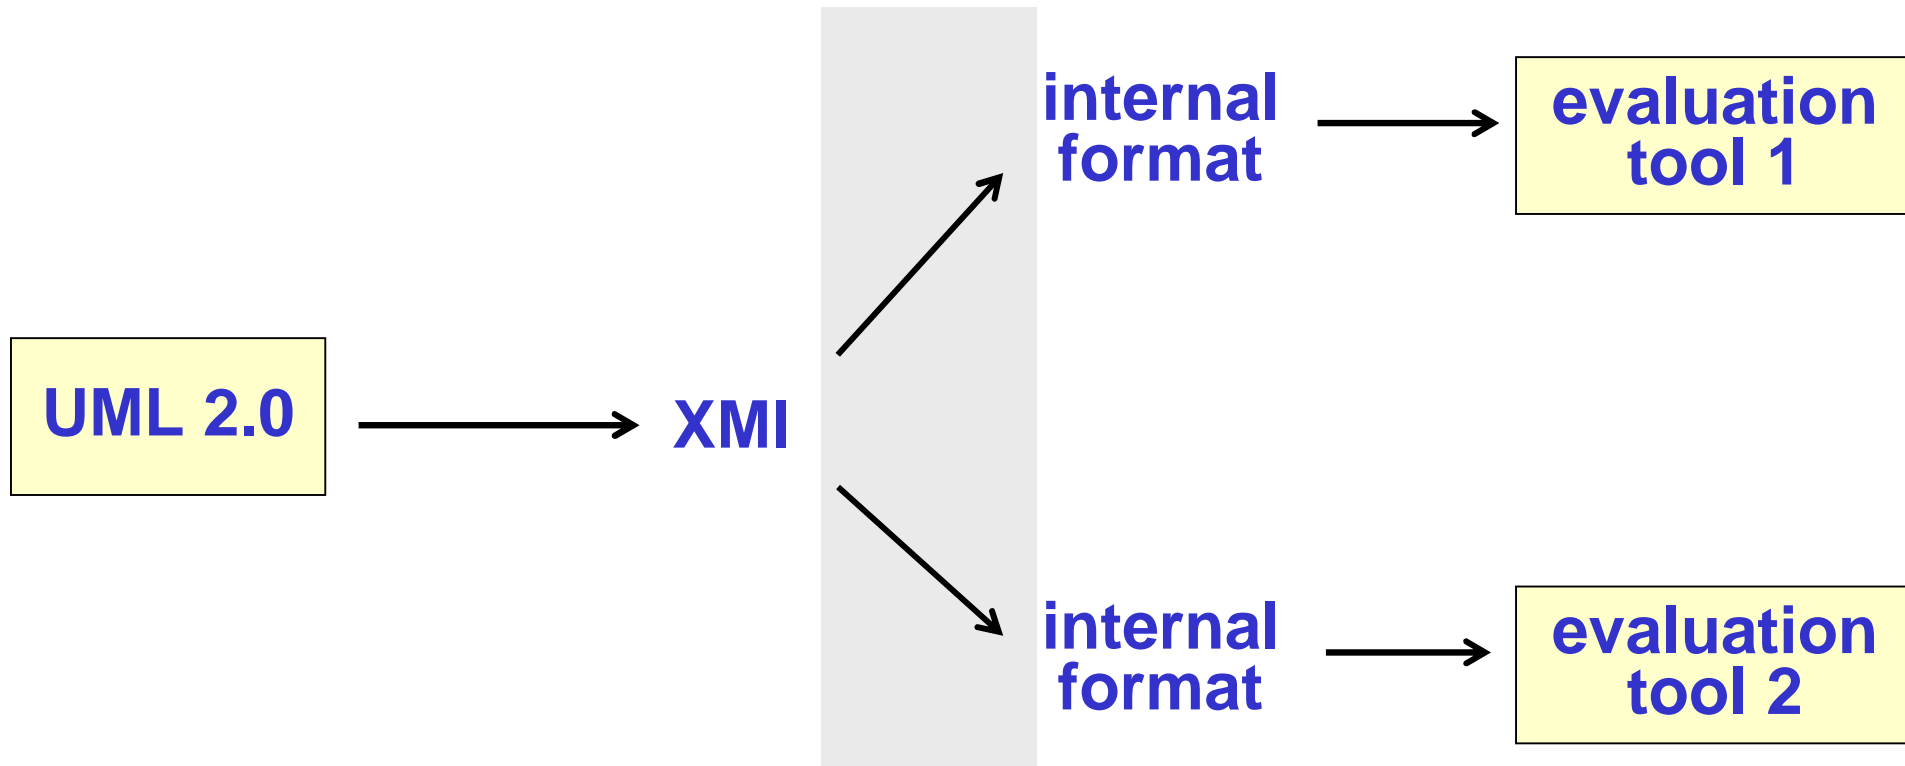 UML 2.0
XMI
internal
format
evaluation
tool 1
internal
format
evaluation
tool 2